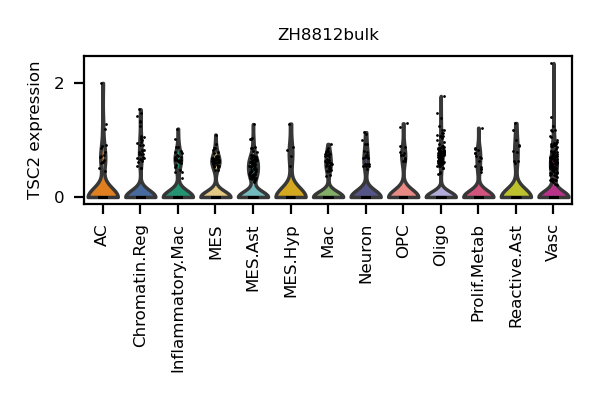 ZH8812bulk
TSC2 expression
2
0
AC
Chromatin.Reg
Inflammatory.Mac
MES
MES.Ast
MES.Hyp
Mac
Neuron
OPC
Oligo
Prolif.Metab
Reactive.Ast
Vasc